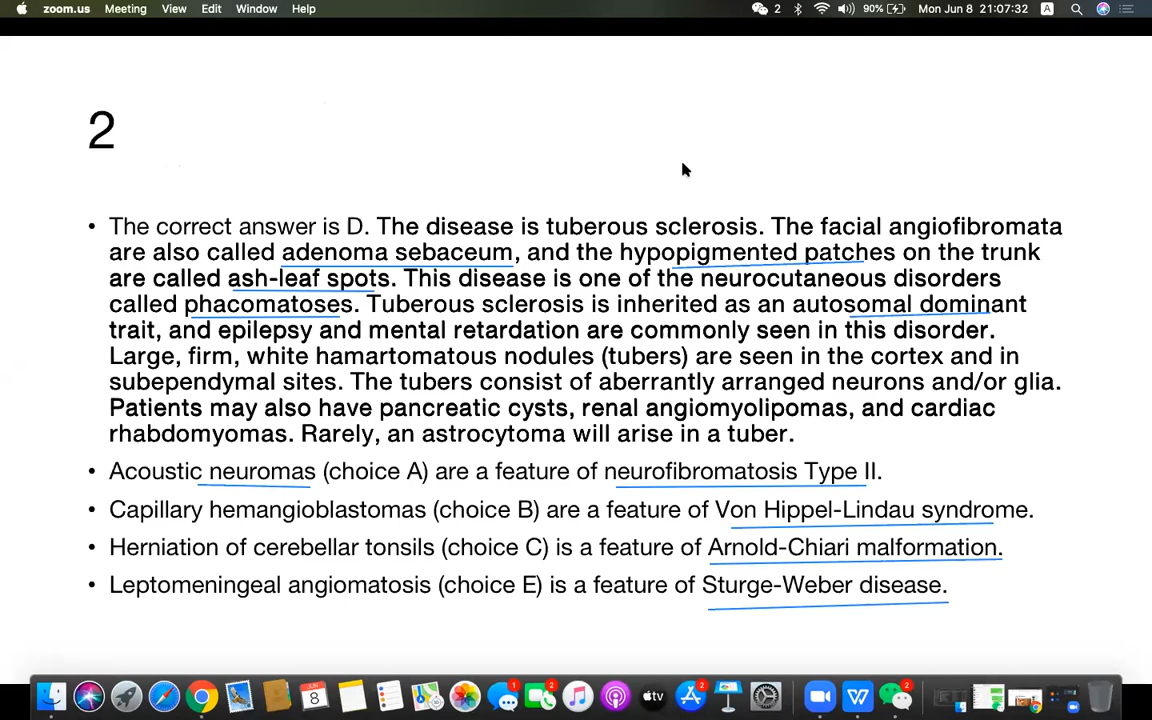 zoom.us Meeting View Edit Window Help 2 90% Mon Jun 8 21:07:32 A
2
• The correct answer is D. The disease is tuberous sclerosis. The facial angiofibromata
are also called adenoma sebaceum, and the hypopigmented patches on the trunk
are called ash-leaf spots. This disease is one of the neurocutaneous disorders
called phacomatoses. Tuberous sclerosis is inherited as an autosomal dominant
trait, and epilepsy and mental retardation are commonly seen in this disorder.
Large, firm, white hamartomatous nodules (tubers) are seen in the cortex and in
subependymal sites. The tubers consist of aberrantly arranged neurons and/or glia.
Patients may also have pancreatic cysts, renal angiomyolipomas, and cardiac
rhabdomyomas. Rarely, an astrocytoma will arise in a tuber.
• Acoustic neuromas (choice A) are a feature of neurofibromatosis Type II.
• Capillary hemangioblastomas (choice B) are a feature of Von Hippel-Lindau syndrome.
• Herniation of cerebellar tonsils (choice C) is a feature of Arnold-Chiari malformation.
• Leptomeningeal angiomatosis (choice E) is a feature of Sturge-Weber disease.
8 1 2 tv 2 W 2